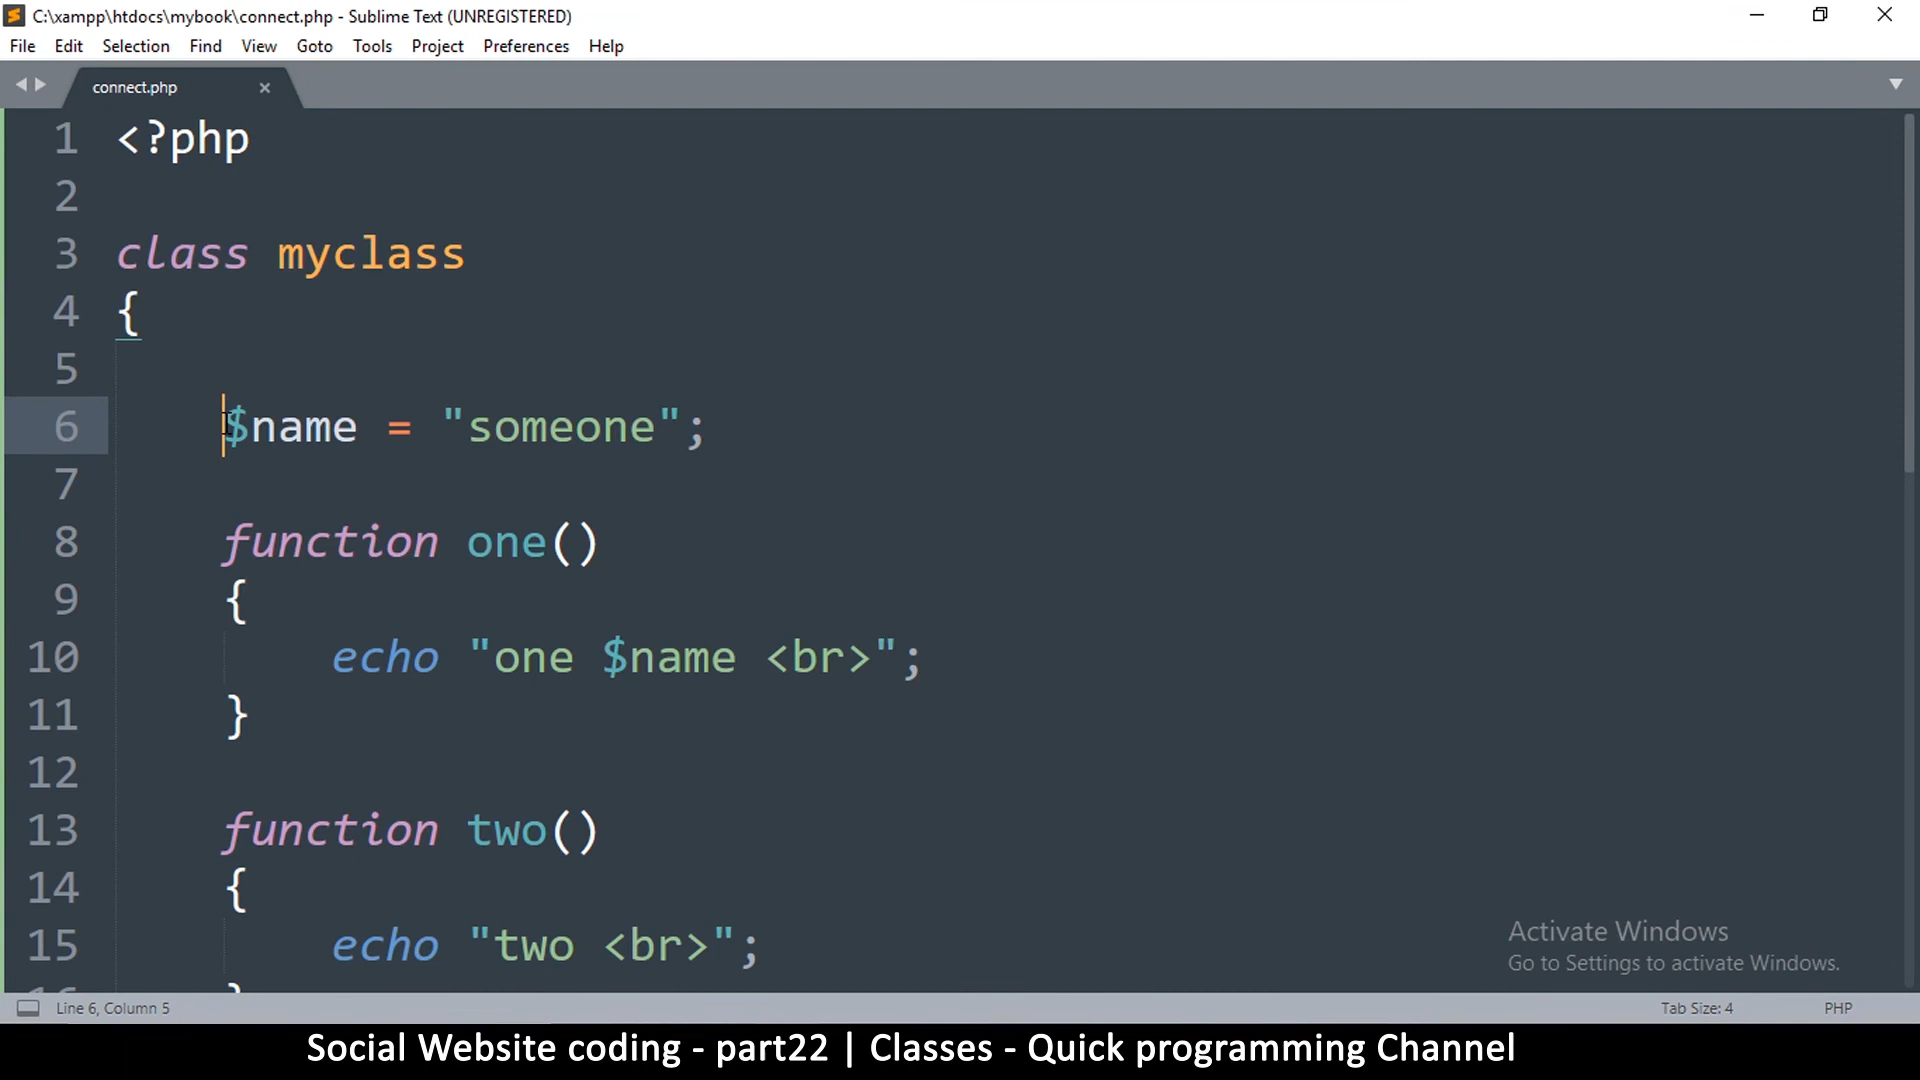 C:\xampp\htdocs\mybook\connect.php - Sublime Text (UNREGISTERED)
File Edit Selection Find View Goto Tools Project Preferences Help
connect.php
1 <?php
2
3 class myclass
4 {
5
6 $name = "someone";
7
8 function one()
9 {
10 echo "one $name <br>";
11 }
12
13 function two()
14 {
15 echo "two <br>";
Activate Windows
Go to Settings to activate Windows.
Line 6, Column 5 Tab Size: 4 PHP
Social Website coding - part22 | Classes - Quick programming Channel